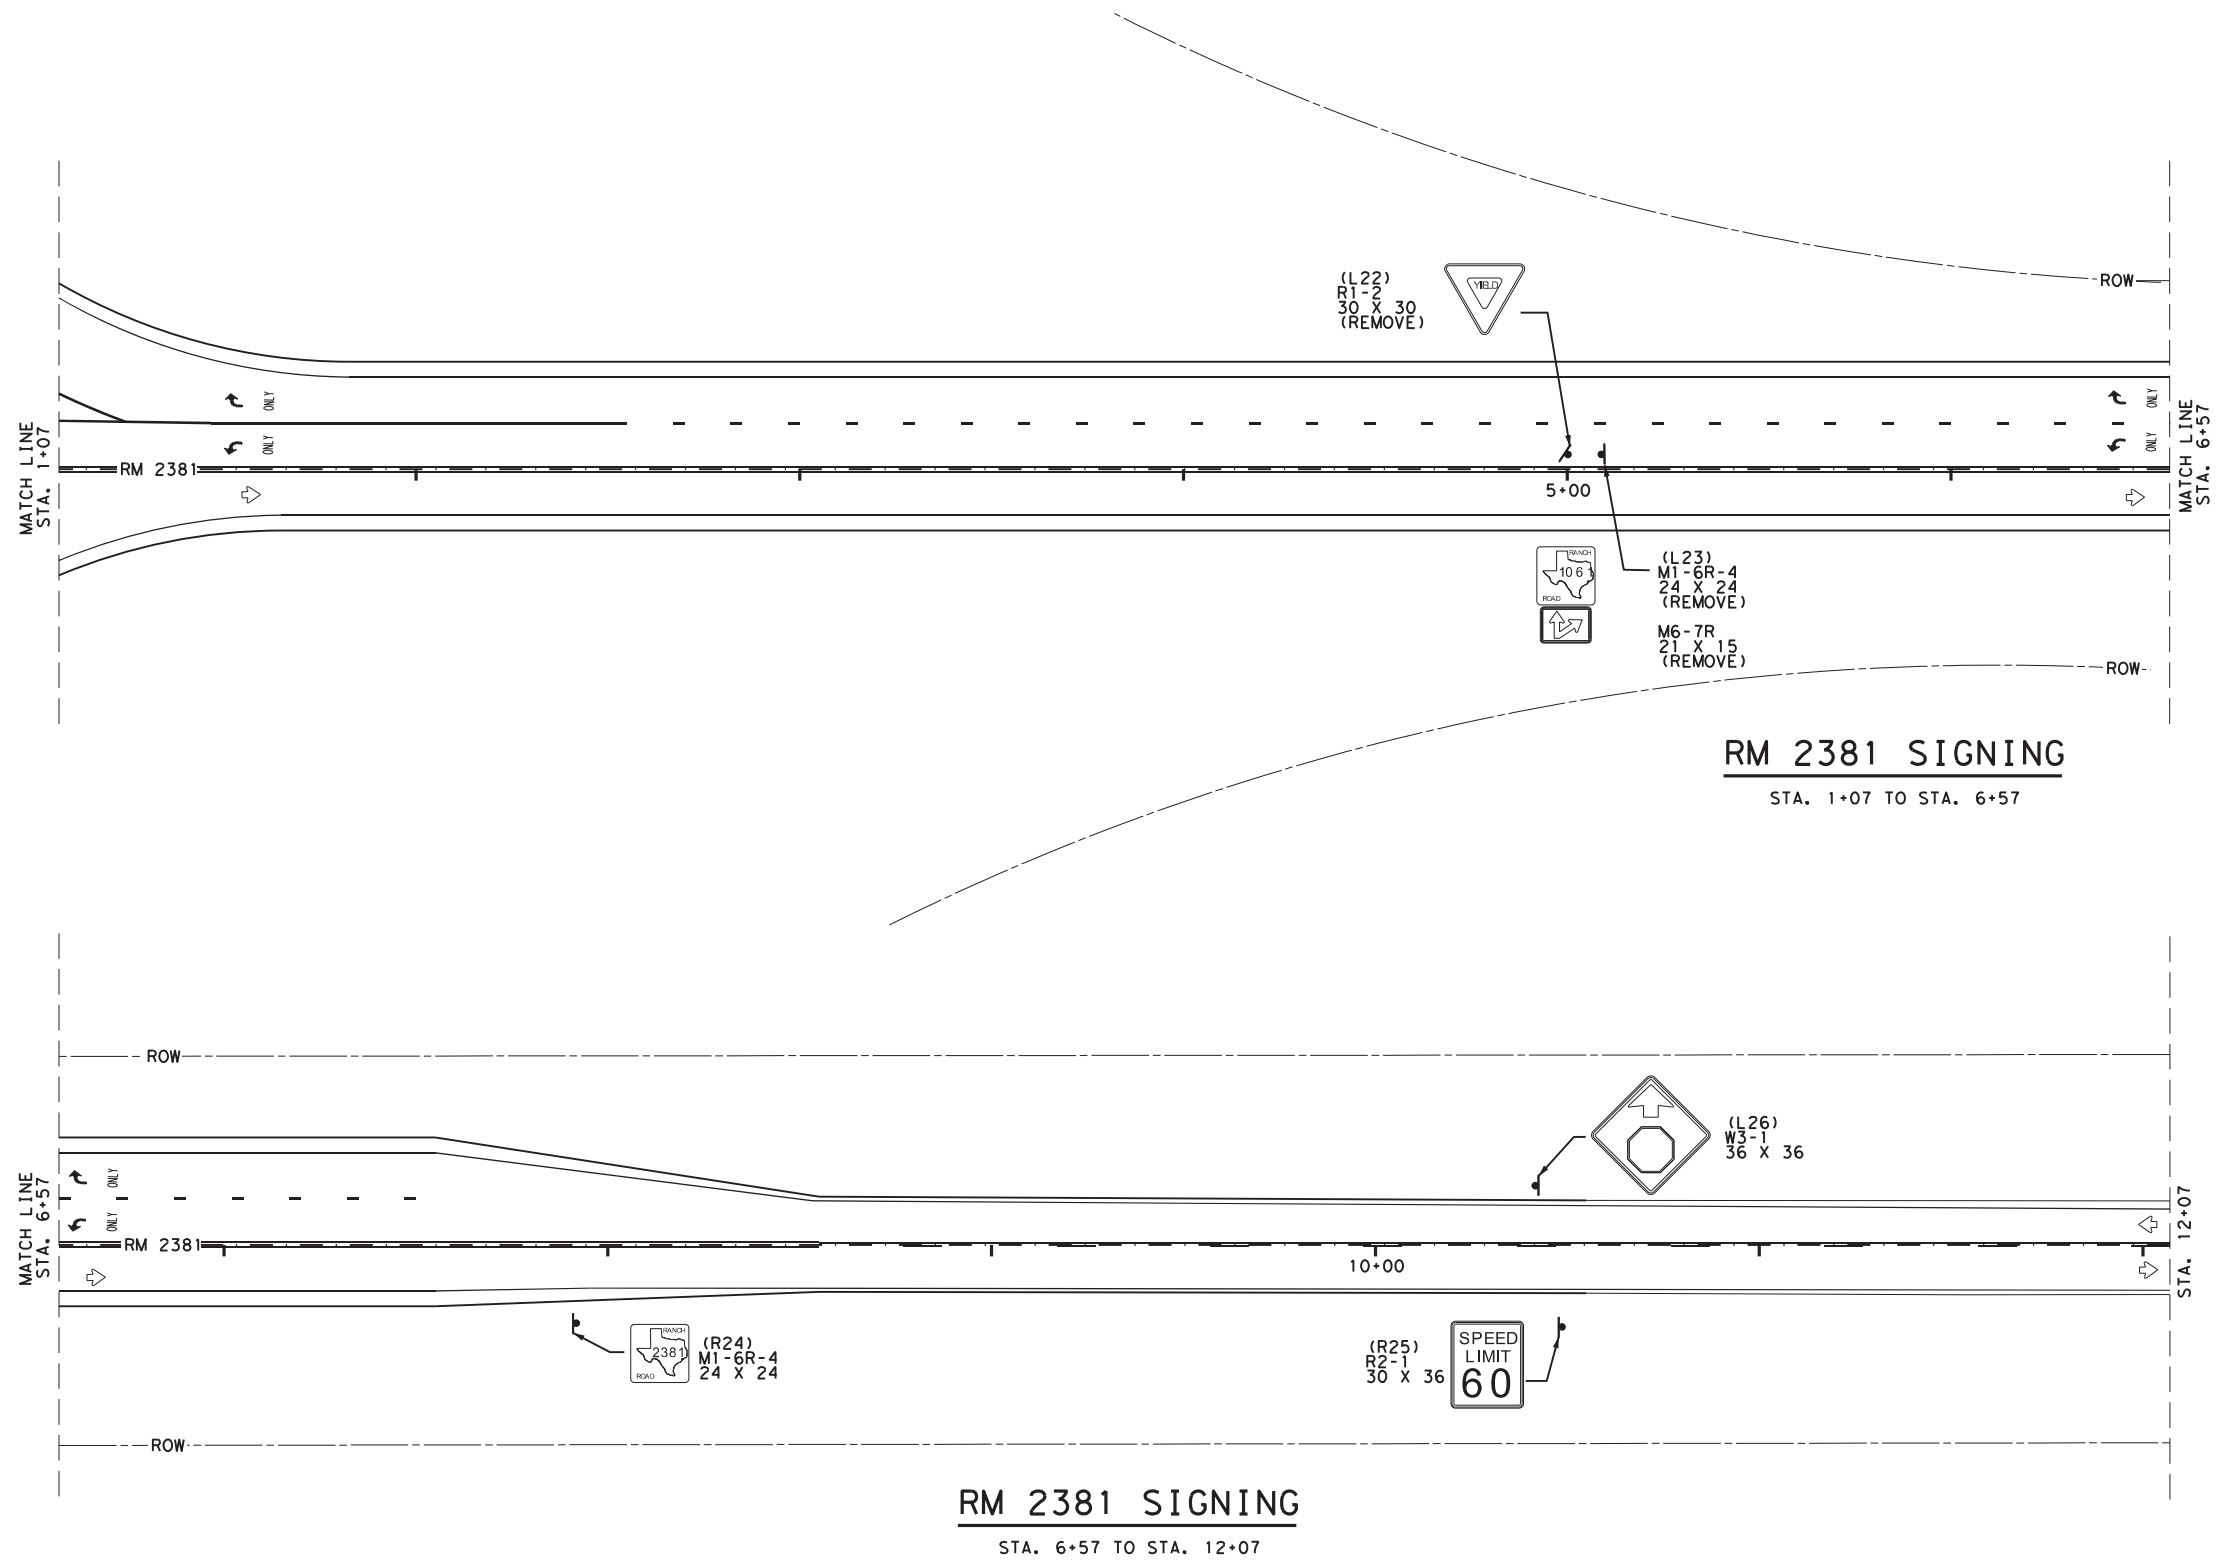 (L22)
R1-2
30 X 30
(REMOVE)
YIELD
ROW
ONLY
ONLY
ONLY
ONLY
MATCH LINE
STA. 1+07
RM 2381
5+00
MATCH LINE
STA. 6+57
RANCH
1061
ROAD
(L23)
M1-6R-4
24 X 24
(REMOVE)
M6-7R
21 X 15
(REMOVE)
ROW
RM 2381 SIGNING
STA. 1+07 TO STA. 6+57
ROW
(L26)
W3-1
36 X 36
ONLY
ONLY
MATCH LINE
STA. 6+57
RM 2381
10+00
STA. 12+07
RANCH
2381
ROAD
(R24)
M1-6R-4
24 X 24
(R25)
R2-1
30 X 36
SPEED
LIMIT
60
ROW
RM 2381 SIGNING
STA. 6+57 TO STA. 12+07